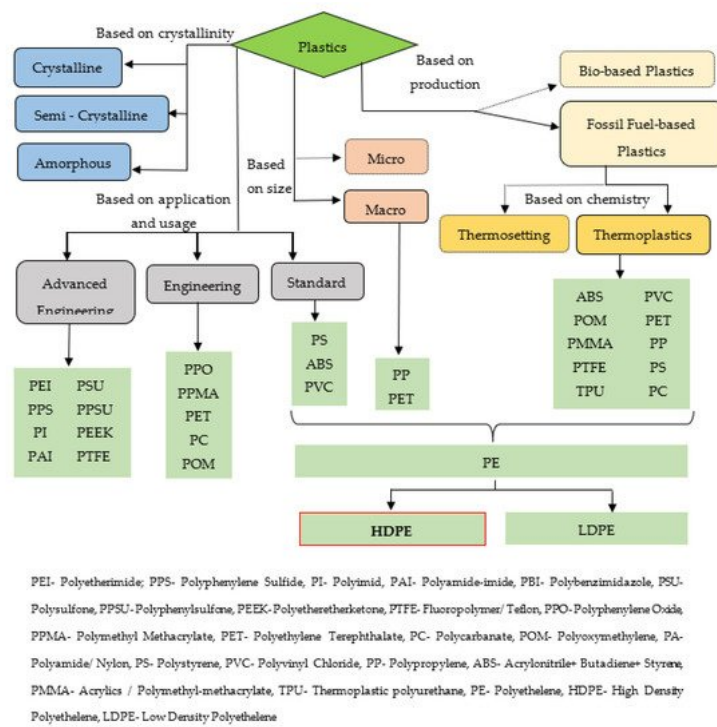 Plastics
Based on crystallinity
Crystalline
Semi - Crystalline
Amorphous
Based on production
Bio-based Plastics
Fossil Fuel-based
Plastics
Based on size
Micro
Macro
Based on chemistry
Thermosetting
Thermoplastics
Based on application
and usage
Advanced
Engineering
Engineering
Standard
PEI PSU
PPS PPSU
PI PEEK
PAI PTFE
PPO
PPMA
PET
PC
POM
PS
ABS
PVC
PP
PET
ABS PVC
POM PET
PMMA PP
PTFE PS
TPU PC
PE
HDPE
LDPE
PEI- Polyetherimide; PPS- Polyphenylene Sulfide, PI- Polyimid, PAI- Polyamide-imide, PBI- Polybenzimidazole, PSU-
Polysulfone, PPSU- Polyphenylsulfone, PEEK- Polyetheretherketone, PTFE- Fluoropolymer/ Teflon, PPO- Polyphenylene Oxide,
PPMA- Polymethyl Methacrylate, PET- Polyethylene Terephthalate, PC- Polycarbanate, POM- Polyoxymethylene, PA-
Polyamide/ Nylon, PS- Polystyrene, PVC- Polyvinyl Chloride, PP- Polypropylene, ABS- Acrylonitrile+ Butadiene+ Styrene,
PMMA- Acrylics / Polymethyl-methacrylate, TPU- Thermoplastic polyurethane, PE- Polyethelene, HDPE- High Density
Polyethelene, LDPE- Low Density Polyethelene